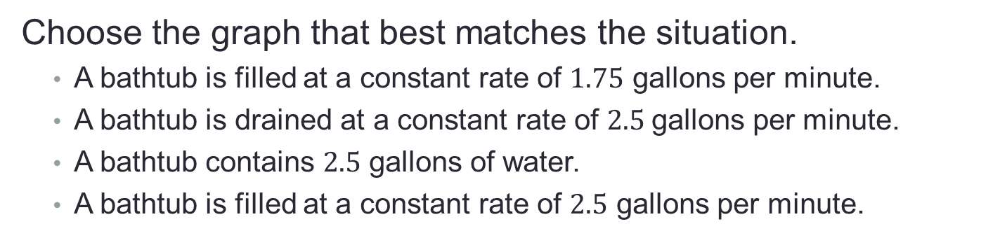 Choose the graph that best matches the situation.
• A bathtub is filled at a constant rate of 1.75 gallons per minute.
• A bathtub is drained at a constant rate of 2.5 gallons per minute.
• A bathtub contains 2.5 gallons of water.
• A bathtub is filled at a constant rate of 2.5 gallons per minute.